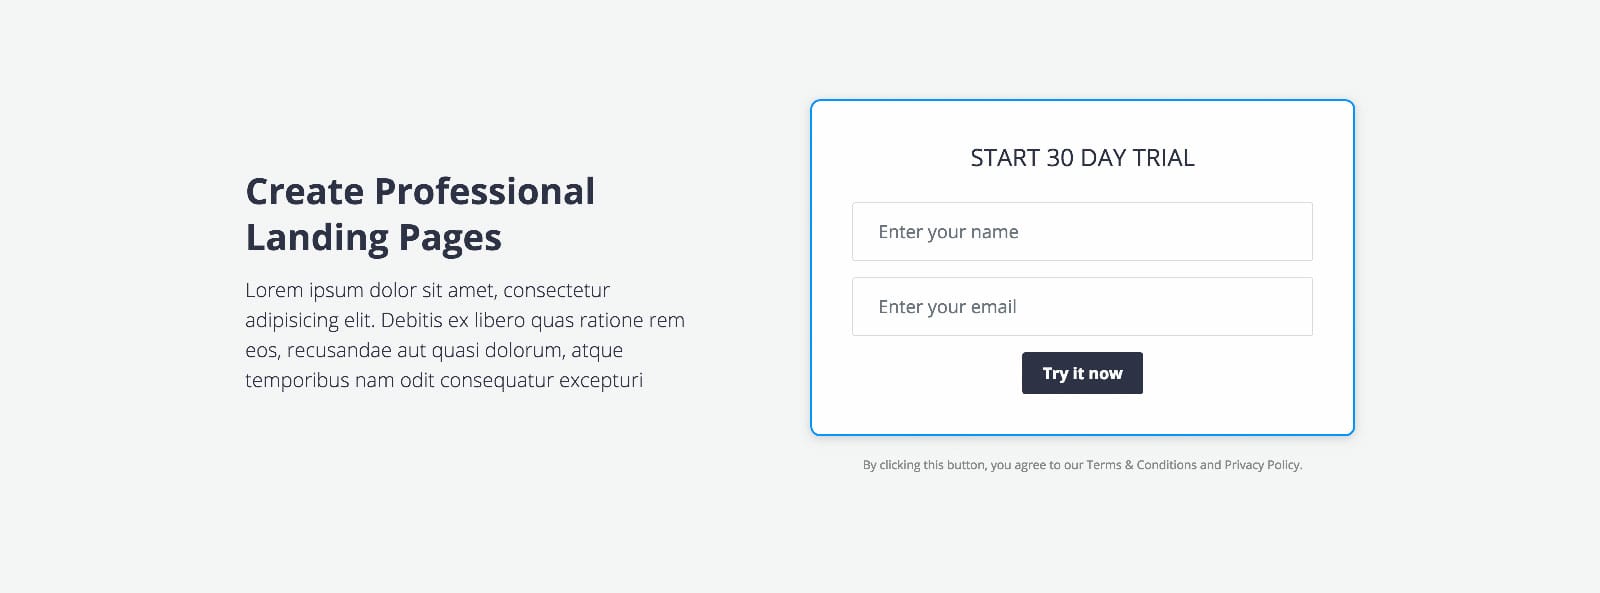 Create Professional
Landing Pages
Lorem ipsum dolor sit amet, consectetur
adipisicing elit. Debitis ex libero quas ratione rem
eos, recusandae aut quasi dolorum, atque
temporibus nam odit consequatur excepturi
START 30 DAY TRIAL
Enter your name
Enter your email
Try it now
By clicking this button, you agree to our Terms & Conditions and Privacy Policy.